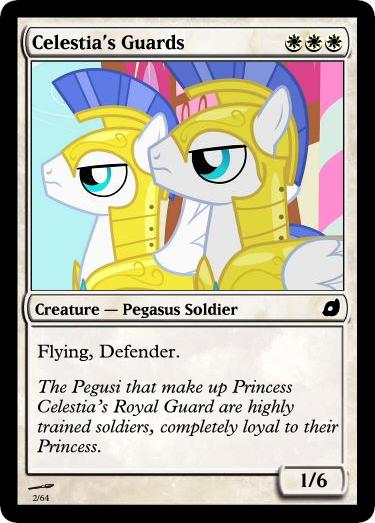 Celestia's Guards
Creature — Pegasus Soldier
Flying, Defender.
The Pegusi that make up Princess
Celestia's Royal Guard are highly
trained soldiers, completely loyal to their
Princess.
1/6
2/64